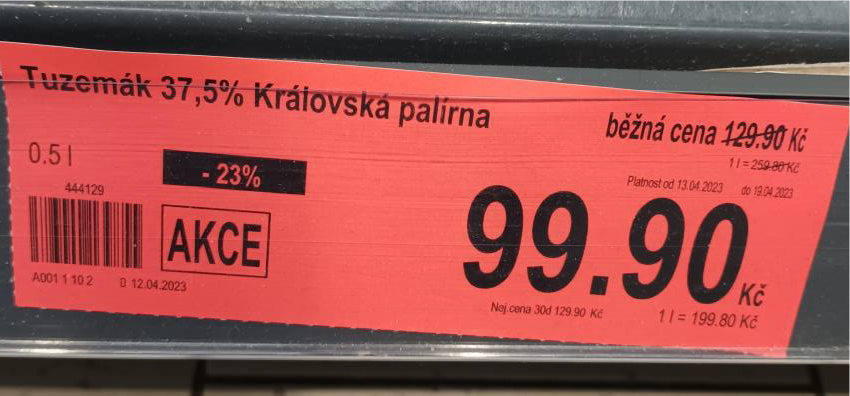 Tuzemák 37,5% Královská palírna
běžná cena 129.90 Kč
1 l = 259.80 Kč
0.5 l
- 23%
Platnost od 13.04.2023 do 19.04.2023
444129
AKCE
99.90 Kč
A001 1 10 2 D 12.04.2023
Nej.cena 30d 129.90 Kč
1 l = 199.80 Kč